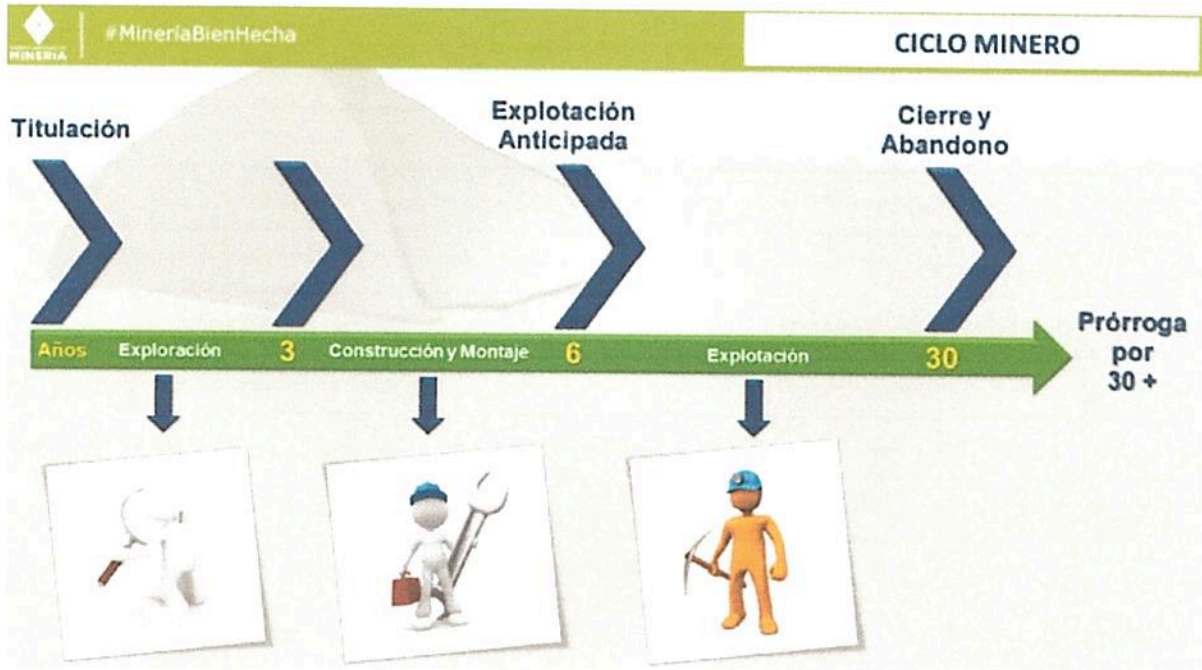 MINERÍA
#MineríaBienHecha
CICLO MINERO
Titulación
Explotación
Anticipada
Cierre y
Abandono
Años
Exploración
3
Construcción y Montaje
6
Explotación
30
Prórroga
por
30 +